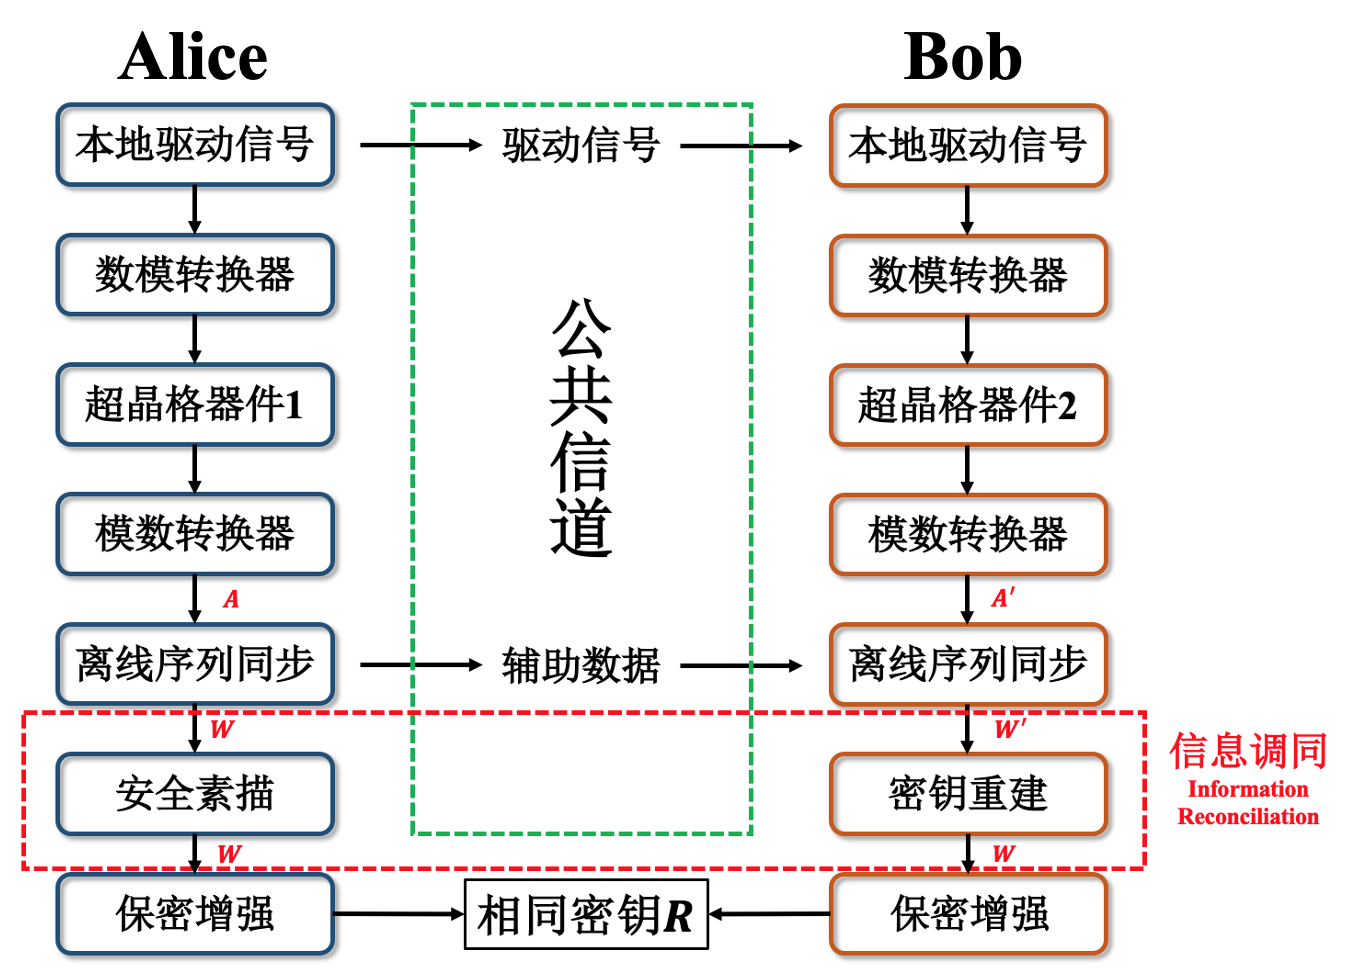 Alice
Bob
本地驱动信号
驱动信号
本地驱动信号
数模转换器
数模转换器
公共信道
超晶格器件1
超晶格器件2
模数转换器
模数转换器
A
A′
离线序列同步
辅助数据
离线序列同步
W
W′
安全素描
密钥重建
信息调同
Information
Reconciliation
W
W
保密增强
相同密钥R
保密增强